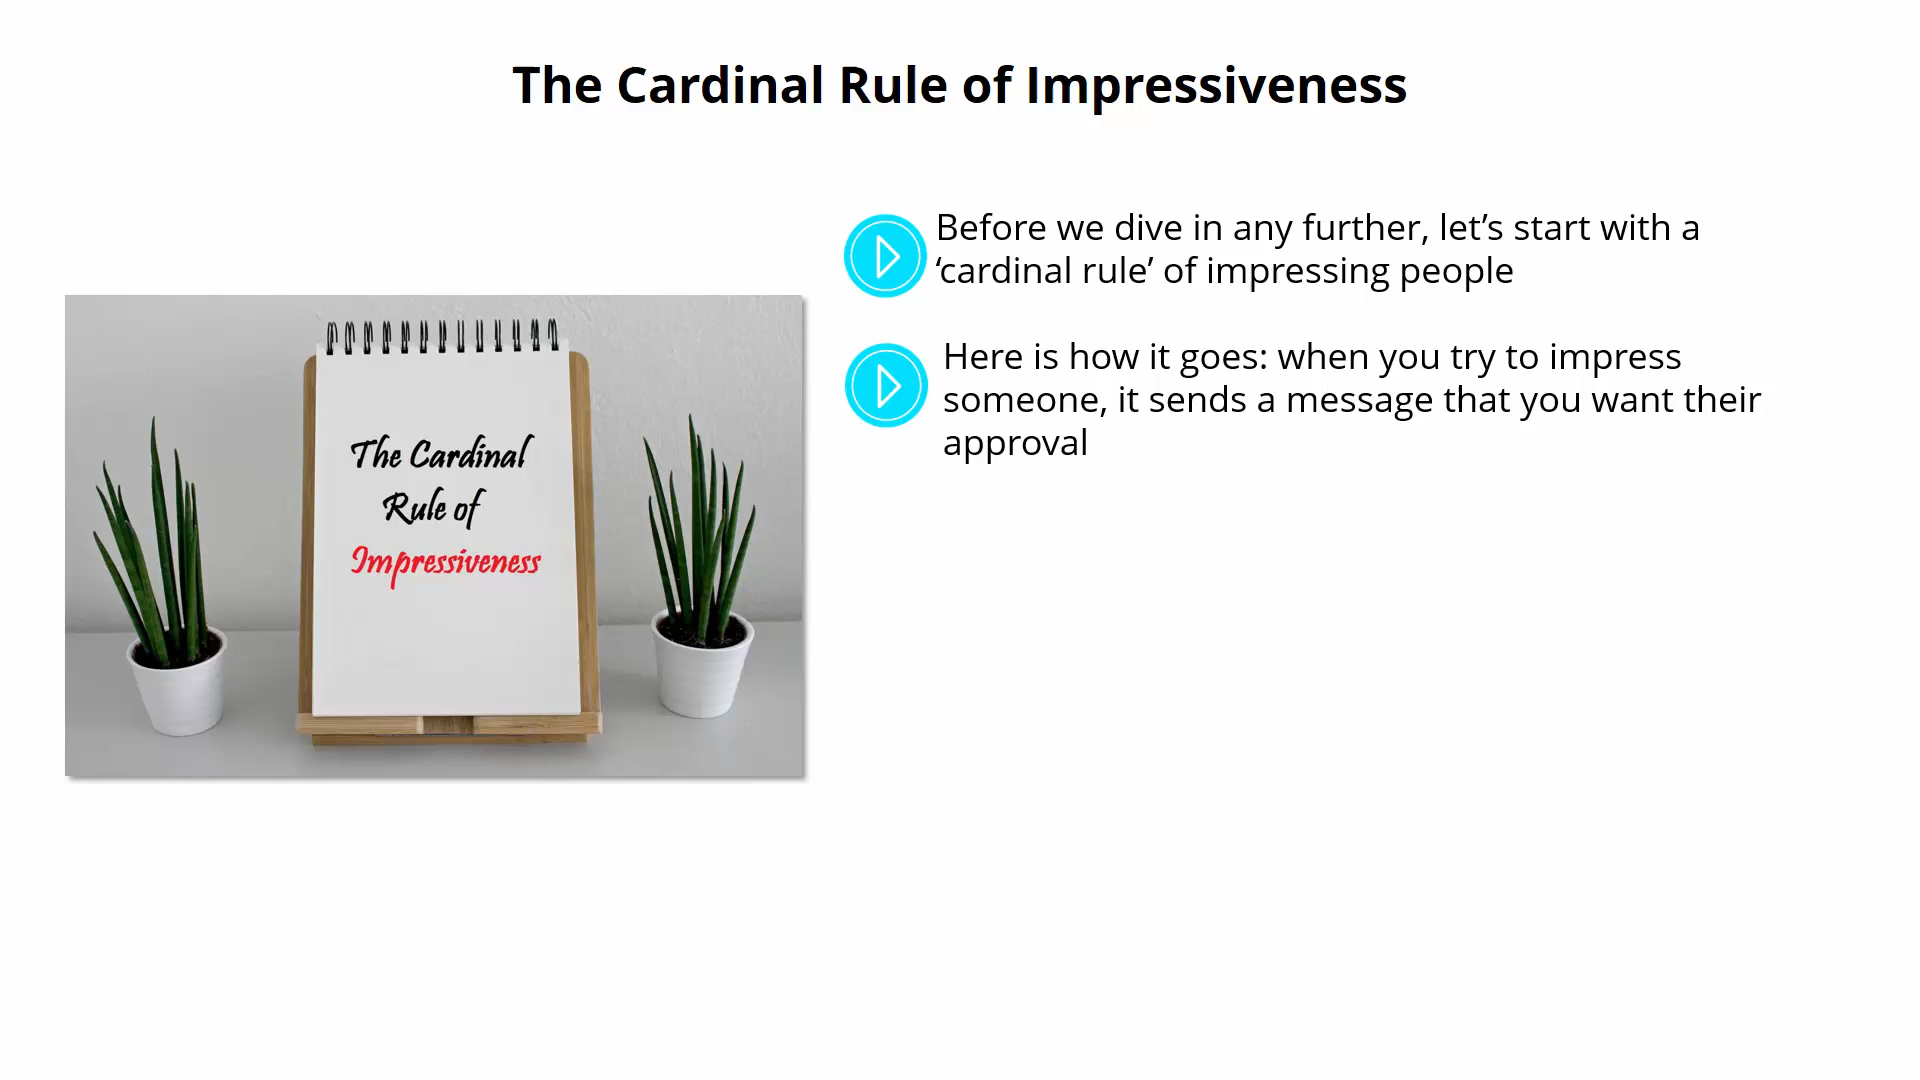 The Cardinal Rule of Impressiveness
The Cardinal
Rule of
Impressiveness
Before we dive in any further, let’s start with a
‘cardinal rule’ of impressing people
Here is how it goes: when you try to impress
someone, it sends a message that you want their
approval